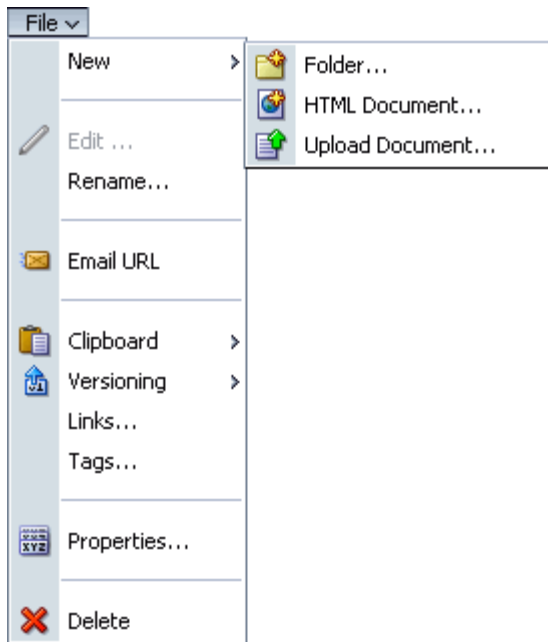 File
New
Folder...
HTML Document...
Upload Document...
Edit ...
Rename...
Email URL
Clipboard
Versioning
Links...
Tags...
Properties...
Delete